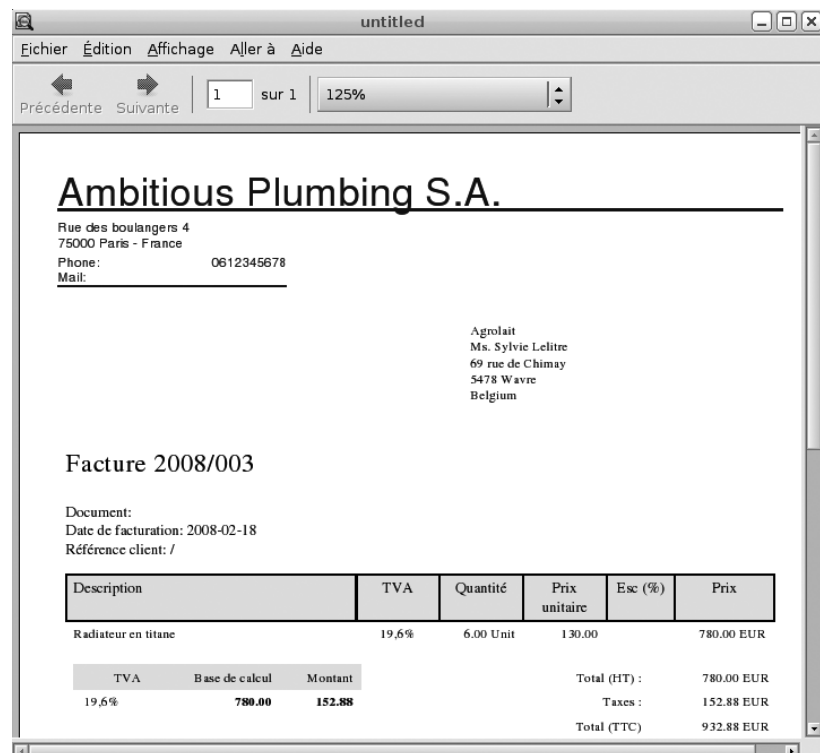 untitled
Fichier Édition Affichage Aller à Aide
Précédente Suivante 1 sur 1 125%
Ambitious Plumbing S.A.
Rue des boulangers 4
75000 Paris - France
Phone: 0612345678
Mail:
Agrolait
Ms. Sylvie Lelitre
69 rue de Chimay
5478 Wavre
Belgium
Facture 2008/003
Document:
Date de facturation: 2008-02-18
Référence client: /
Description TVA Quantité Prix unitaire Esc (%) Prix
Radiateur en titane 19,6% 6.00 Unit 130.00 780.00 EUR
TVA Base de calcul Montant Total (HT) : 780.00 EUR
19,6% 780.00 152.88 Taxes : 152.88 EUR
Total (TTC) 932.88 EUR